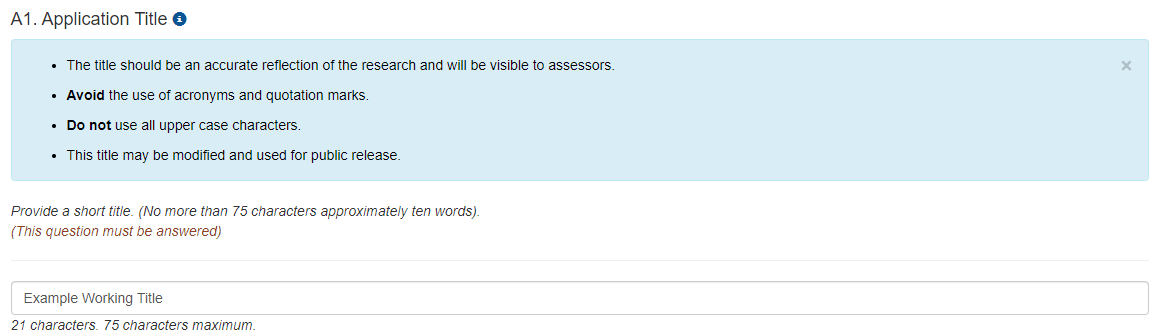 A1. Application Title
The title should be an accurate reflection of the research and will be visible to assessors.
Avoid the use of acronyms and quotation marks.
Do not use all upper case characters.
This title may be modified and used for public release.
Provide a short title. (No more than 75 characters approximately ten words).
(This question must be answered)
Example Working Title
21 characters. 75 characters maximum.